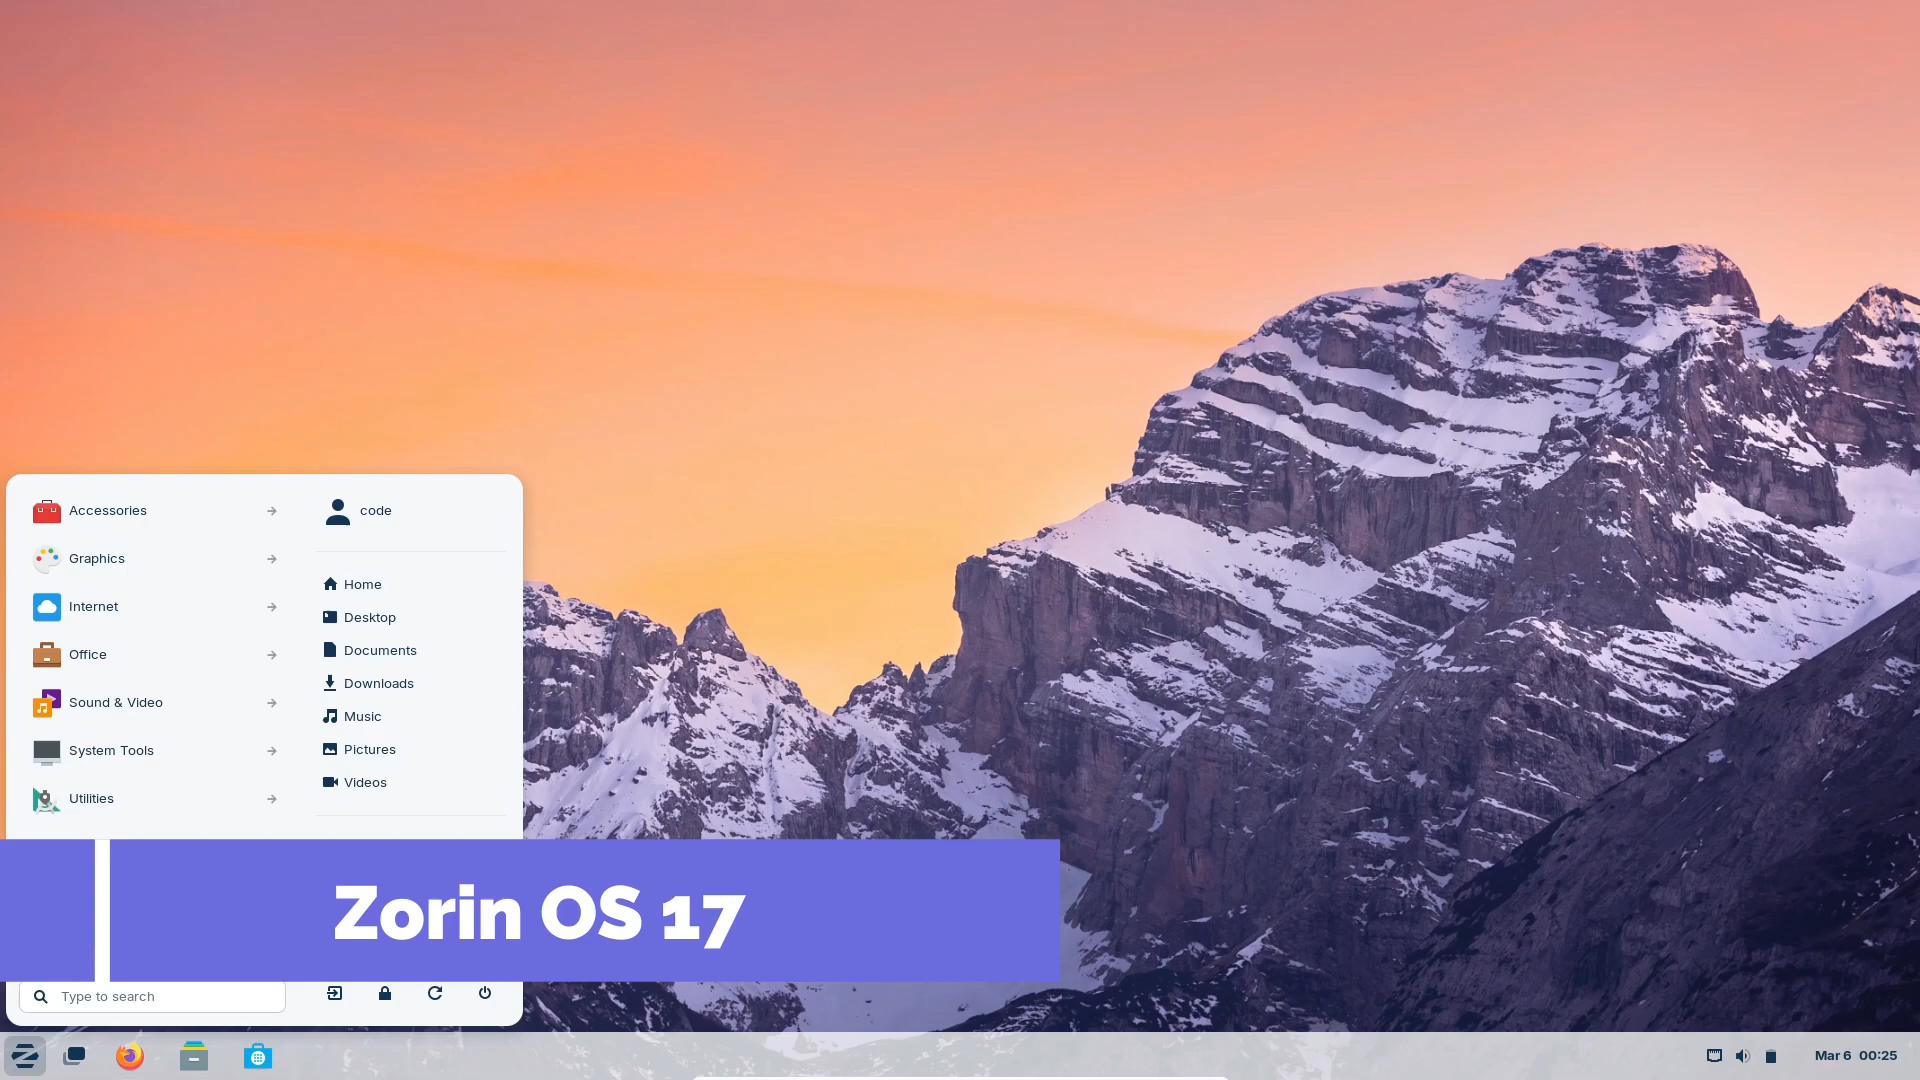 Accessories
Graphics
Internet
Office
Sound & Video
System Tools
Utilities
code
Home
Desktop
Documents
Downloads
Music
Pictures
Videos
Zorin OS 17
Type to search
Mar 6 00:25